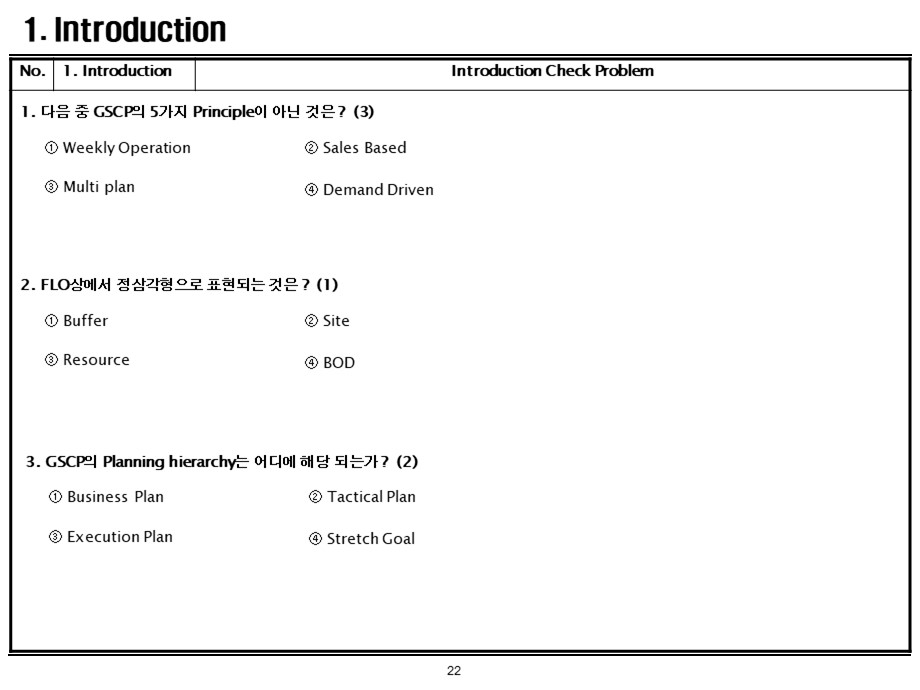 1. Introduction
No. 1. Introduction Introduction Check Problem
1. 다음 중 GSCP의 5가지 Principle이 아닌 것은? (3)
① Weekly Operation ② Sales Based
③ Multi plan ④ Demand Driven
2. FLO상에서 정삼각형으로 표현되는 것은? (1)
① Buffer ② Site
③ Resource ④ BOD
3. GSCP의 Planning hierarchy는 어디에 해당 되는가? (2)
① Business Plan ② Tactical Plan
③ Execution Plan ④ Stretch Goal
22